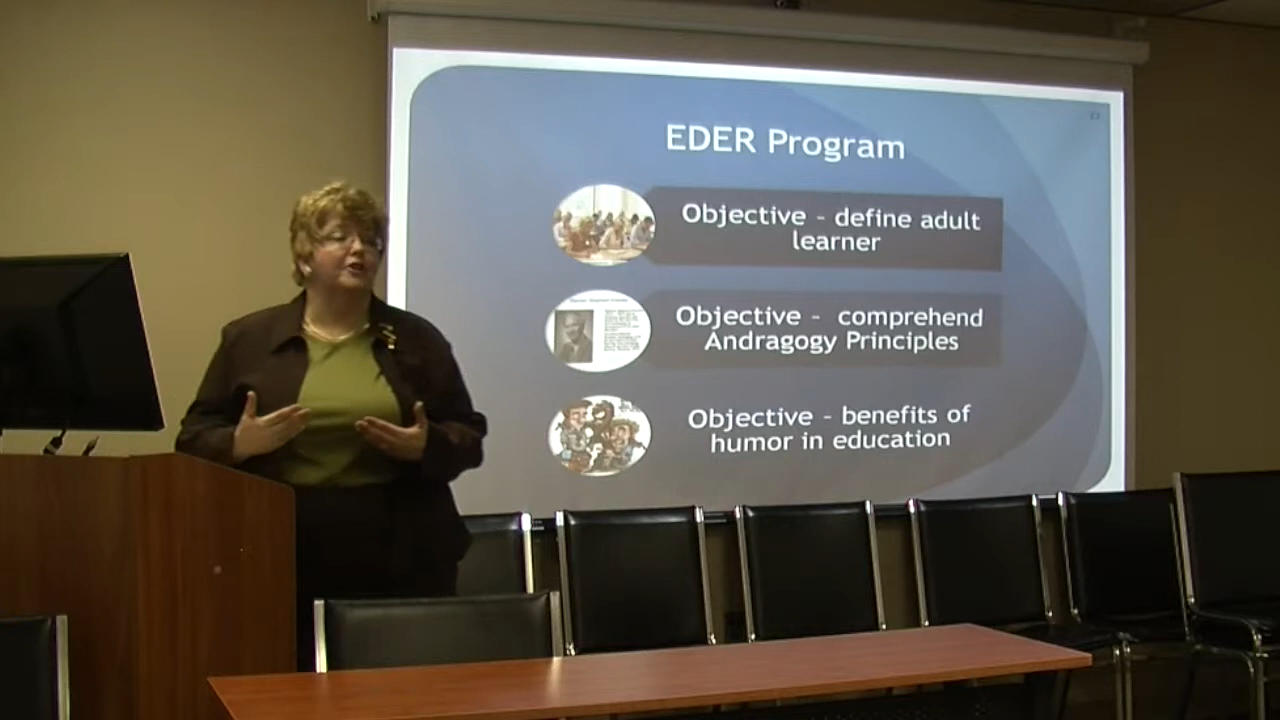 EDER Program
Objective - define adult
learner
Objective - comprehend
Andragogy Principles
Objective - benefits of
humor in education